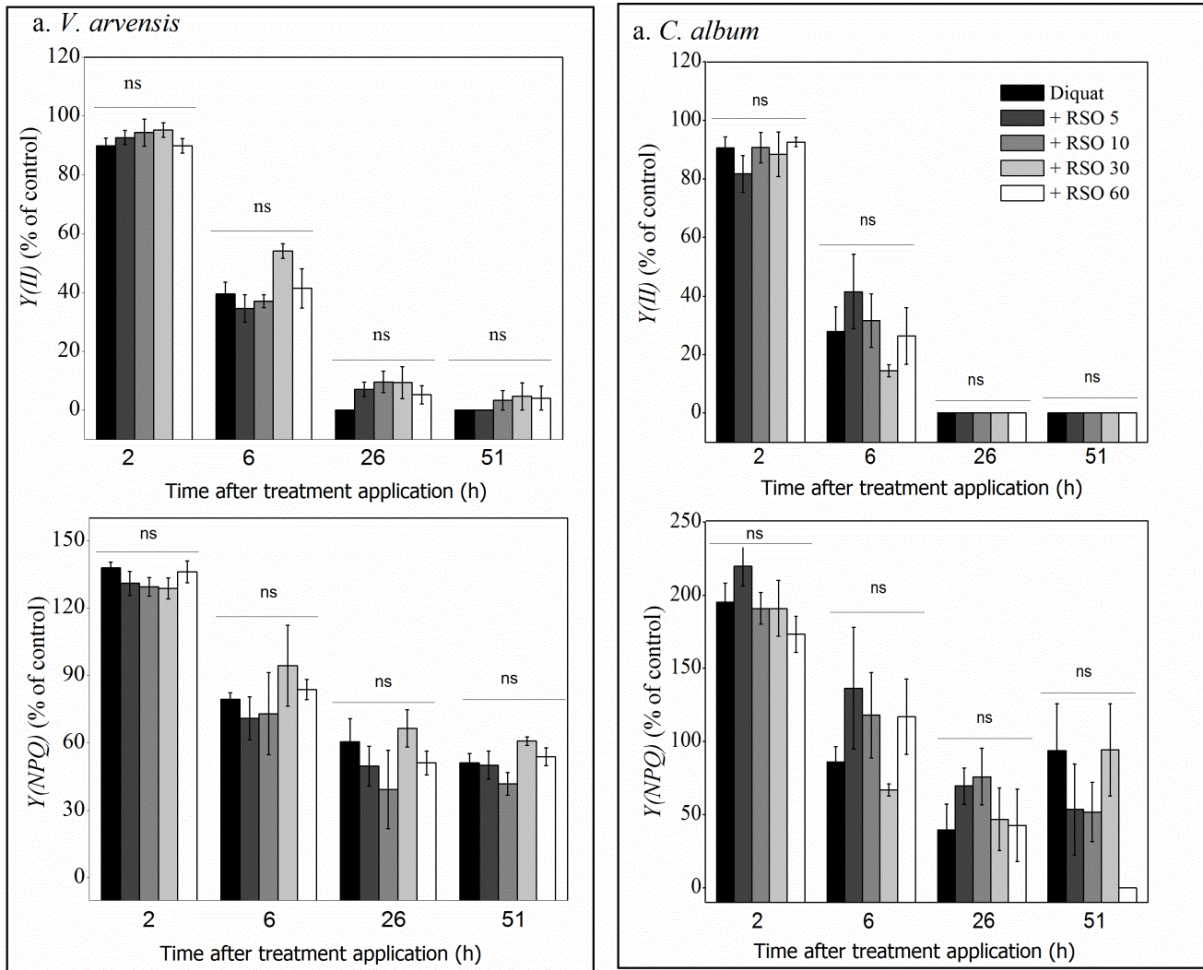 a. V. arvensis
120
100
80
60
40
20
0
Y(II) (% of control)
ns
ns
ns
ns
2 6 26 51
Time after treatment application (h)
150
120
90
60
30
0
Y(NPQ) (% of control)
ns
ns
ns
ns
2 6 26 51
Time after treatment application (h)
a. C. album
120
100
80
60
40
20
0
Y(II) (% of control)
ns
ns
ns
ns
Diquat
+ RSO 5
+ RSO 10
+ RSO 30
+ RSO 60
2 6 26 51
Time after treatment application (h)
250
200
150
100
50
0
Y(NPQ) (% of control)
ns
ns
ns
ns
2 6 26 51
Time after treatment application (h)